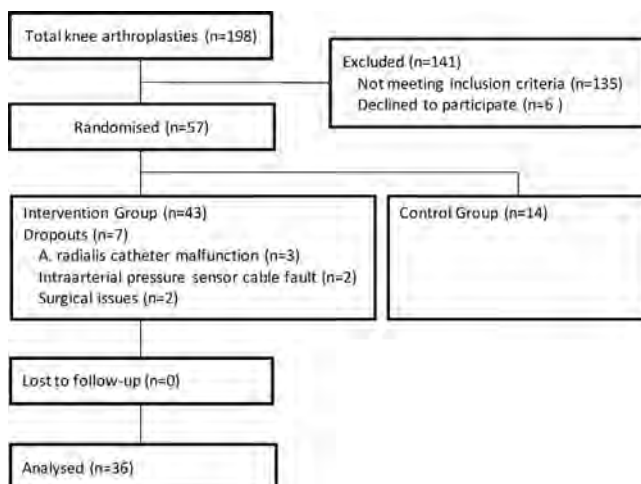 Total knee arthroplasties (n=198)
Excluded (n=141)
Not meeting inclusion criteria (n=135)
Declined to participate (n=6 )
Randomised (n=57)
Intervention Group (n=43)
Dropouts (n=7)
A. radialis catheter malfunction (n=3)
Intraarterial pressure sensor cable fault (n=2)
Surgical issues (n=2)
Control Group (n=14)
Lost to follow-up (n=0)
Analysed (n=36)